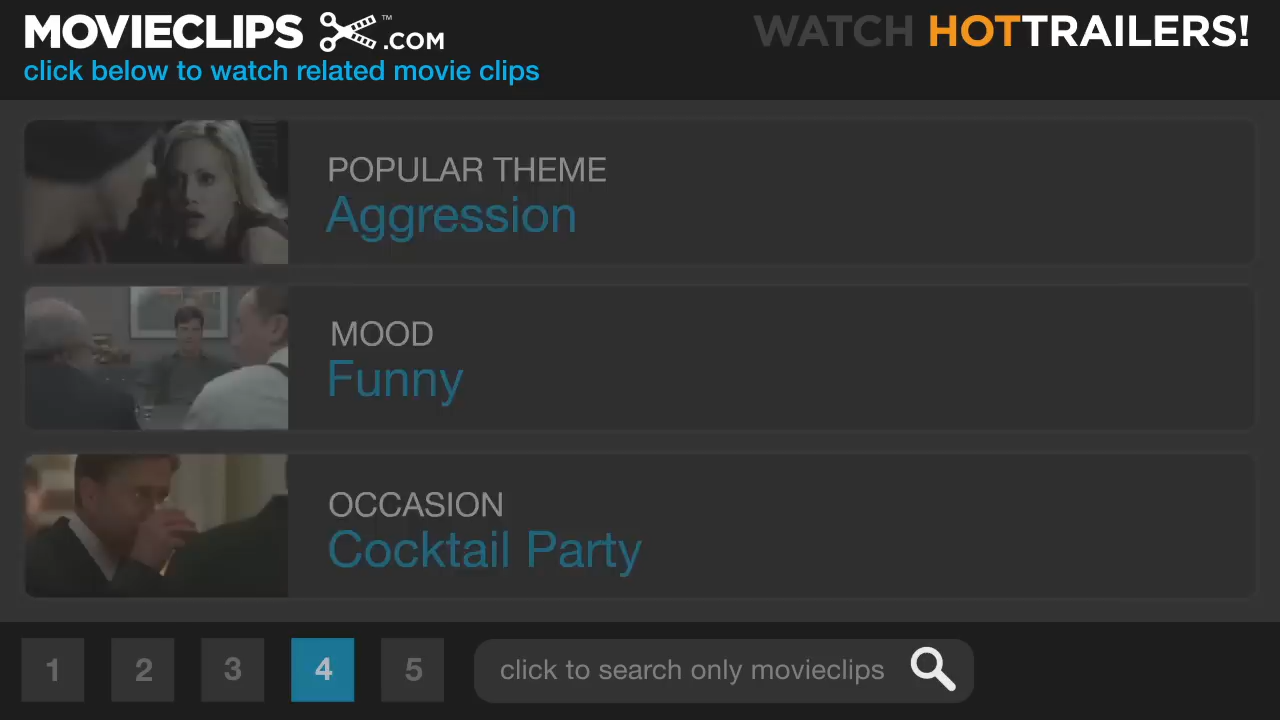 MOVIECLIPS ™ .COM
WATCH HOTTRAILERS!
click below to watch related movie clips
POPULAR THEME
Aggression
MOOD
Funny
OCCASION
Cocktail Party
1 2 3 4 5
click to search only movieclips